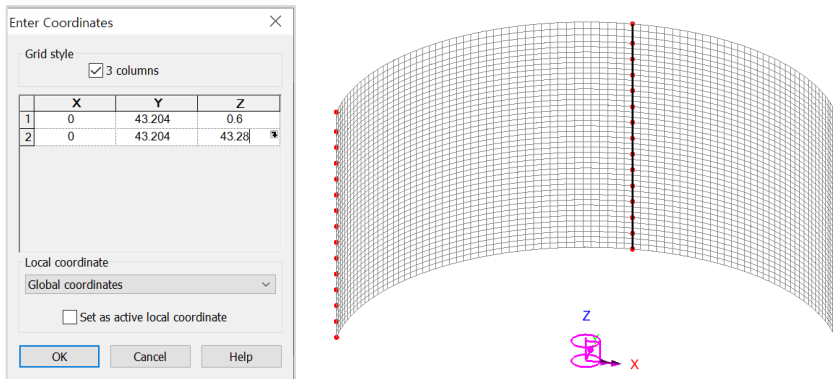 Enter Coordinates
Grid style
3 columns
X Y Z
1 0 43.204 0.6
2 0 43.204 43.28
Local coordinate
Global coordinates
Set as active local coordinate
OK Cancel Help
Z
X